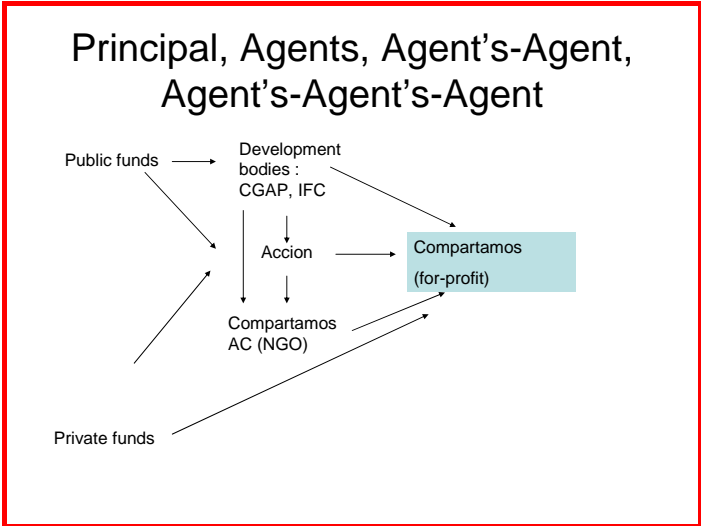 Principal, Agents, Agent's-Agent,
Agent's-Agent's-Agent
Public funds
Development
bodies :
CGAP, IFC
Accion
Compartamos
(for-profit)
Compartamos
AC (NGO)
Private funds